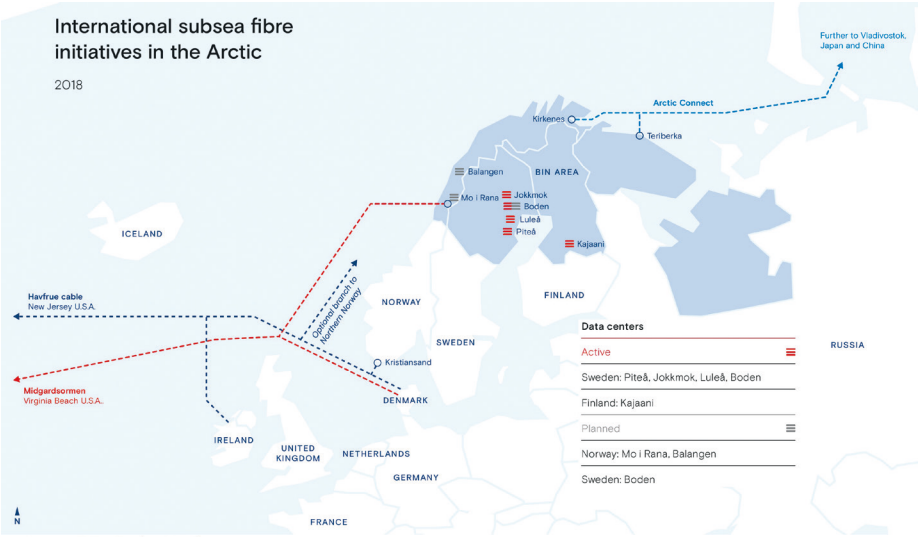 International subsea fibre
initiatives in the Arctic
2018
Further to Vladivostok,
Japan and China
Arctic Connect
Kirkenes
Teriberka
Balangen
BIN AREA
Mo i Rana
Jokkmok
Boden
Luleå
Piteå
Kajaani
ICELAND
Havfrue cable
New Jersey U.S.A.
Optional branch to
Northern Norway
NORWAY
FINLAND
SWEDEN
RUSSIA
Kristiansand
Midgardsormen
Virginia Beach U.S.A..
DENMARK
IRELAND
UNITED
KINGDOM
NETHERLANDS
GERMANY
FRANCE
N
Data centers
Active
Sweden: Piteå, Jokkmok, Luleå, Boden
Finland: Kajaani
Planned
Norway: Mo i Rana, Balangen
Sweden: Boden